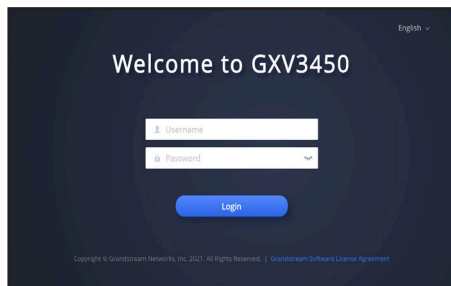 English
Welcome to GXV3450
Username
Password
Login
Copyright © Grandstream Networks, Inc. 2021. All Rights Reserved. | Grandstream Software License Agreement